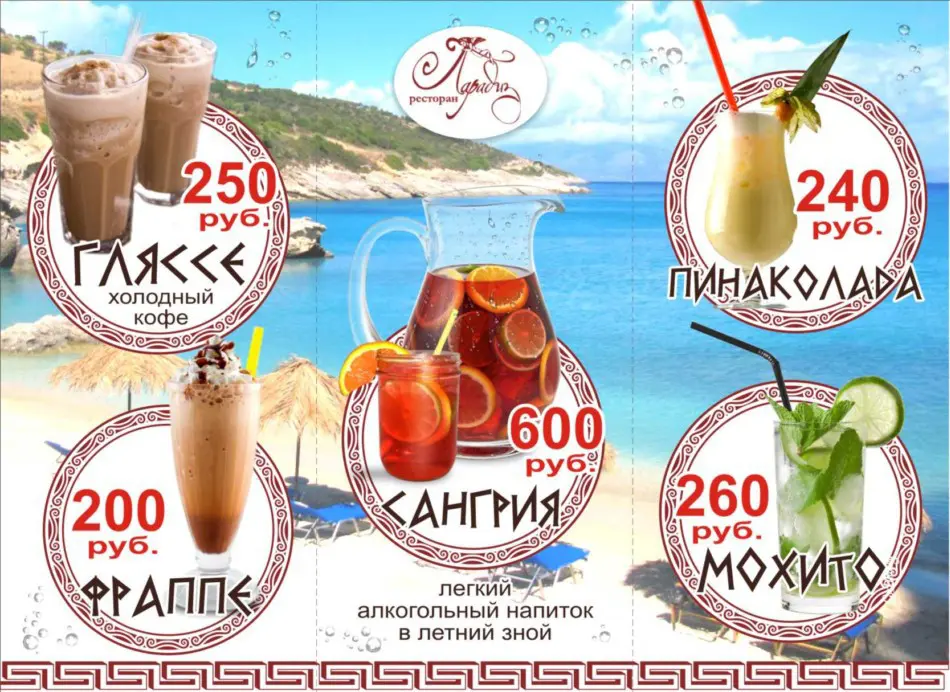 Парадиз
ресторан
250
руб.
ГЛЯССЕ
холодный
кофе
240
руб.
ПИНАКОЛАДА
600
руб.
САНГРИЯ
легкий
алкогольный напиток
в летний зной
200
руб.
ФРАППЕ
260
руб.
МОХИТО